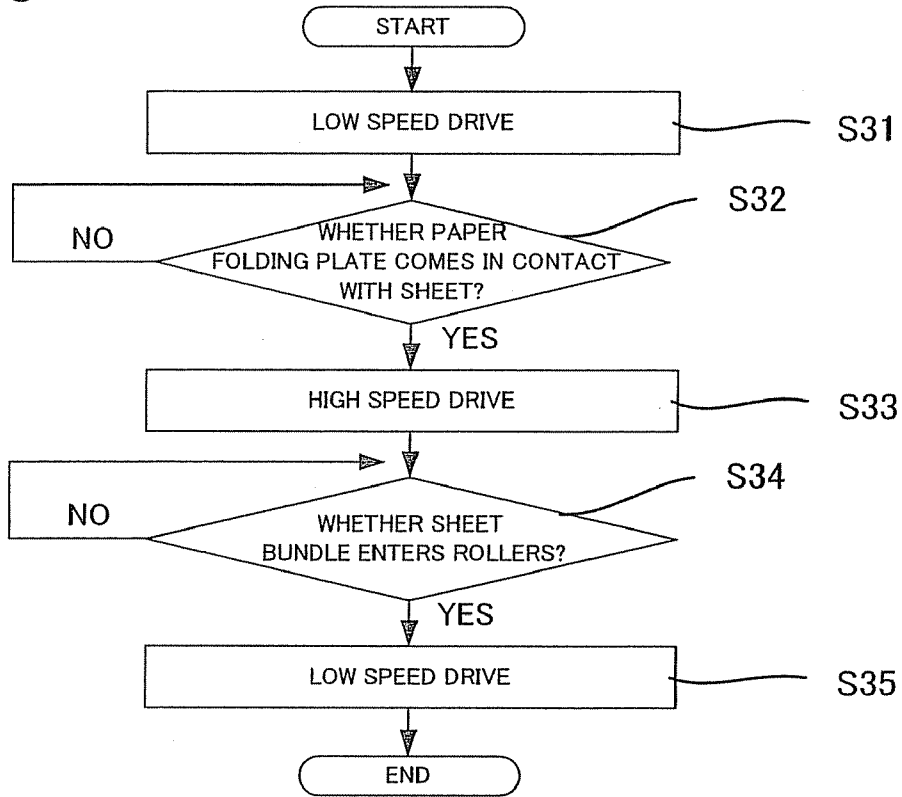 START
LOW SPEED DRIVE
S31
S32
WHETHER PAPER
FOLDING PLATE COMES IN CONTACT
WITH SHEET?
NO
YES
HIGH SPEED DRIVE
S33
S34
WHETHER SHEET
BUNDLE ENTERS ROLLERS?
NO
YES
LOW SPEED DRIVE
S35
END